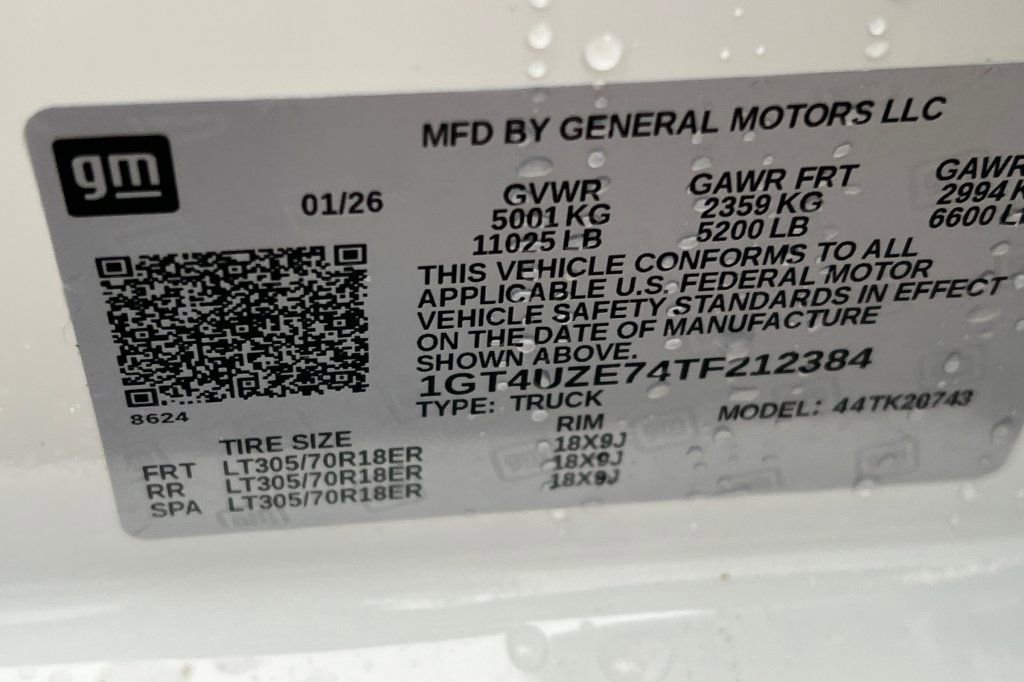 gm
MFD BY GENERAL MOTORS LLC
01/26
GVWR GAWR FRT GAWR
5001 KG 2359 KG 2994 K
11025 LB 5200 LB 6600 L
THIS VEHICLE CONFORMS TO ALL
APPLICABLE U.S. FEDERAL MOTOR
VEHICLE SAFETY STANDARDS IN EFFECT
ON THE DATE OF MANUFACTURE
SHOWN ABOVE.
1GT4UZE74TF212384
8624
TYPE: TRUCK MODEL: 44TK20743
TIRE SIZE RIM
FRT LT305/70R18ER 18X9J
RR LT305/70R18ER 18X9J
SPA LT305/70R18ER 18X9J